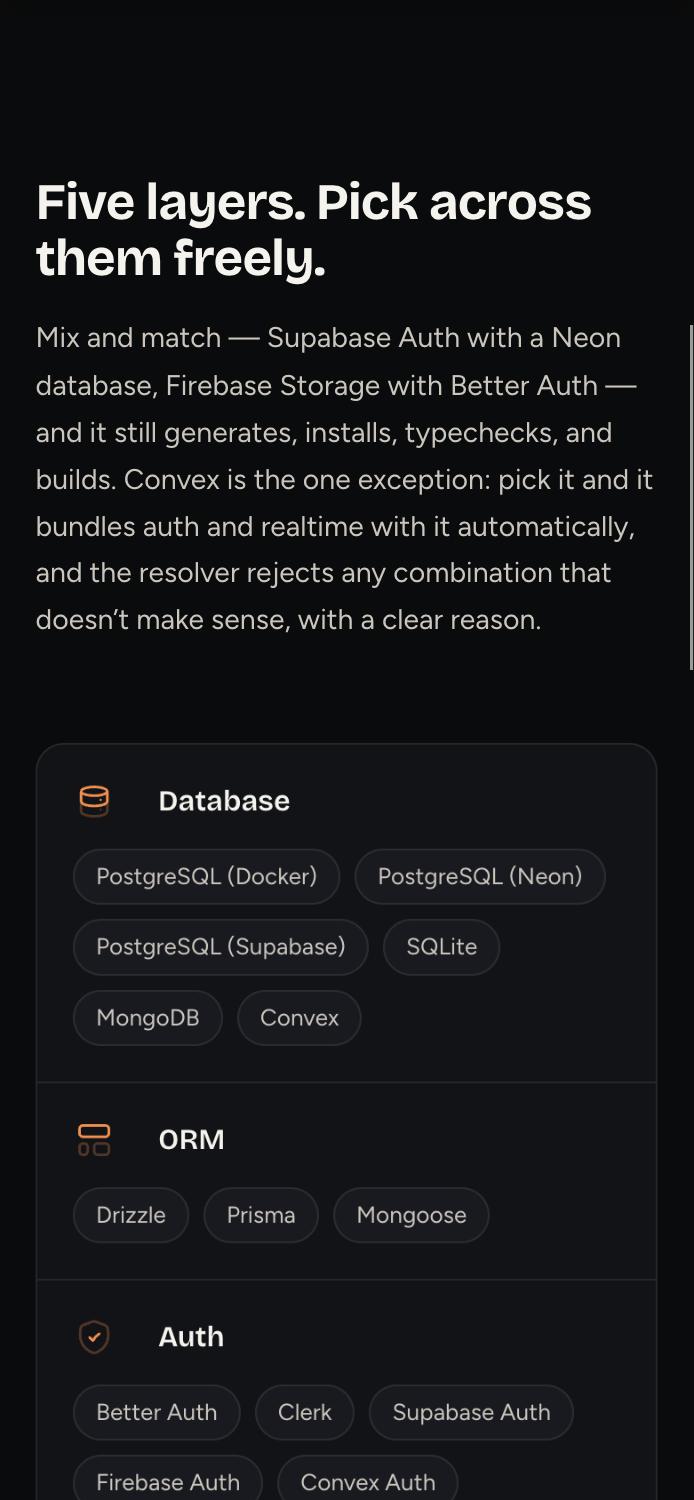 Five layers. Pick across
them freely.
Mix and match — Supabase Auth with a Neon
database, Firebase Storage with Better Auth —
and it still generates, installs, typechecks, and
builds. Convex is the one exception: pick it and it
bundles auth and realtime with it automatically,
and the resolver rejects any combination that
doesn’t make sense, with a clear reason.
Database
PostgreSQL (Docker) PostgreSQL (Neon)
PostgreSQL (Supabase) SQLite
MongoDB Convex
ORM
Drizzle Prisma Mongoose
Auth
Better Auth Clerk Supabase Auth
Firebase Auth Convex Auth